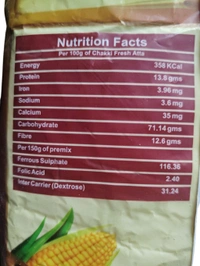 Nutrition Facts
Per 100g of Chakki Fresh Atta
Energy 358 KCal
Protein 13.8 gms
Iron 3.96 mg
Sodium 3.6 mg
Calcium 35 mg
Carbohydrate 71.14 gms
Fibre 12.6 gms
Per 150g of premix
Ferrous Sulphate 116.36
Folic Acid 2.40
Inter Carrier (Dextrose) 31.24